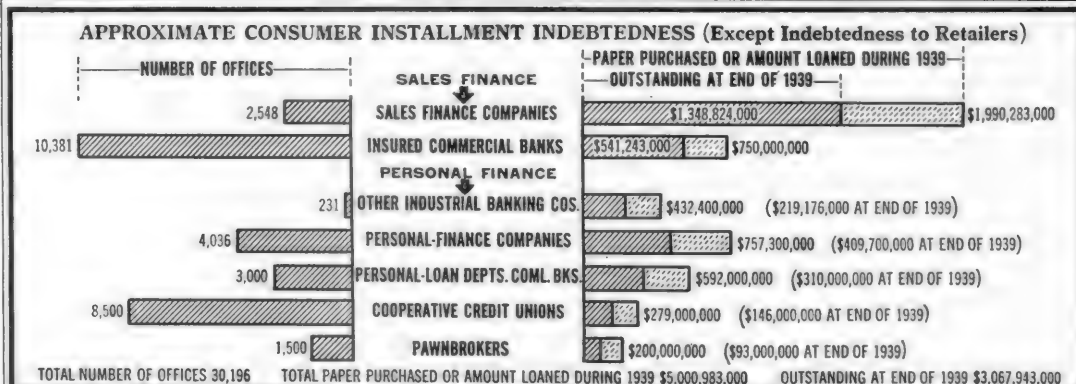 APPROXIMATE CONSUMER INSTALLMENT INDEBTEDNESS (Except Indebtedness to Retailers)
NUMBER OF OFFICES
PAPER PURCHASED OR AMOUNT LOANED DURING 1939
SALES FINANCE
OUTSTANDING AT END OF 1939
2,548 SALES FINANCE COMPANIES $1,348,824,000 $1,990,283,000
10,381 INSURED COMMERCIAL BANKS $541,243,000 $750,000,000
PERSONAL FINANCE
231 OTHER INDUSTRIAL BANKING COS. $432,400,000 ($219,176,000 AT END OF 1939)
4,036 PERSONAL-FINANCE COMPANIES $757,300,000 ($409,700,000 AT END OF 1939)
3,000 PERSONAL-LOAN DEPTS. COML. BKS. $592,000,000 ($310,000,000 AT END OF 1939)
8,500 COOPERATIVE CREDIT UNIONS $279,000,000 ($146,000,000 AT END OF 1939)
1,500 PAWNBROKERS $200,000,000 ($93,000,000 AT END OF 1939)
TOTAL NUMBER OF OFFICES 30,196 TOTAL PAPER PURCHASED OR AMOUNT LOANED DURING 1939 $5,000,983,000 OUTSTANDING AT END OF 1939 $3,067,943,000